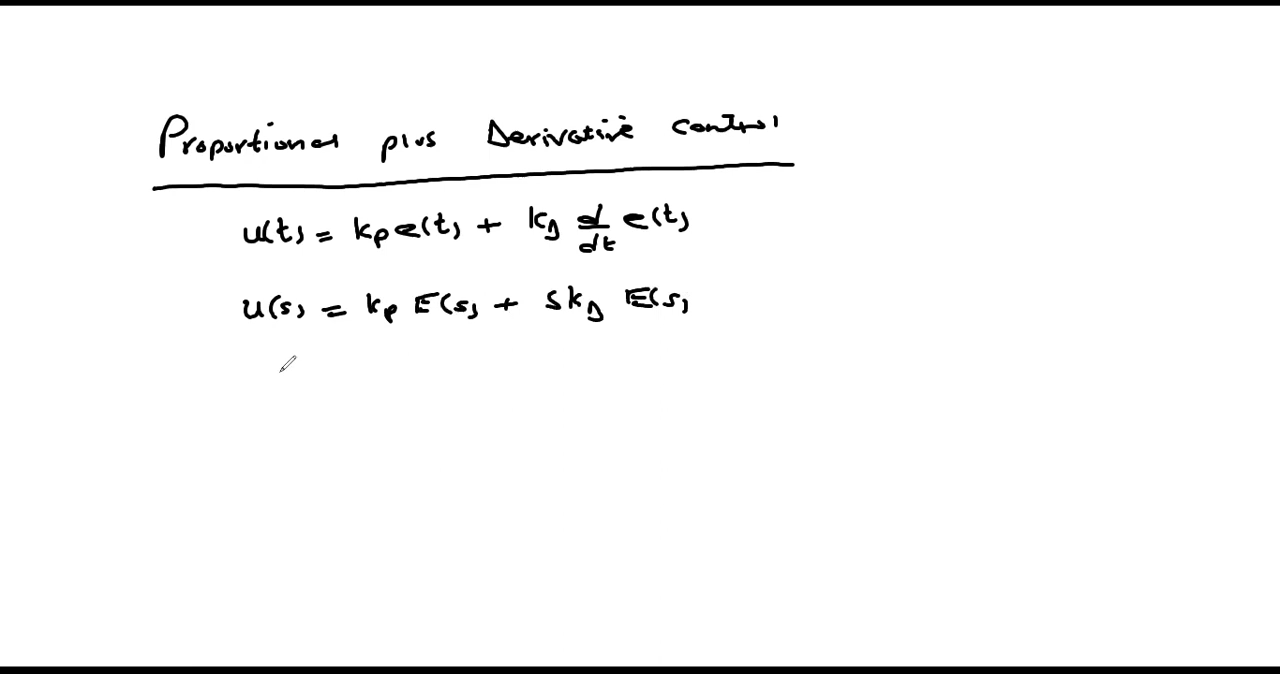 Proportional plus Derivative control
u(t) = kp e(t) + kD d/dt e(t)
u(s) = kp E(s) + S kD E(s)